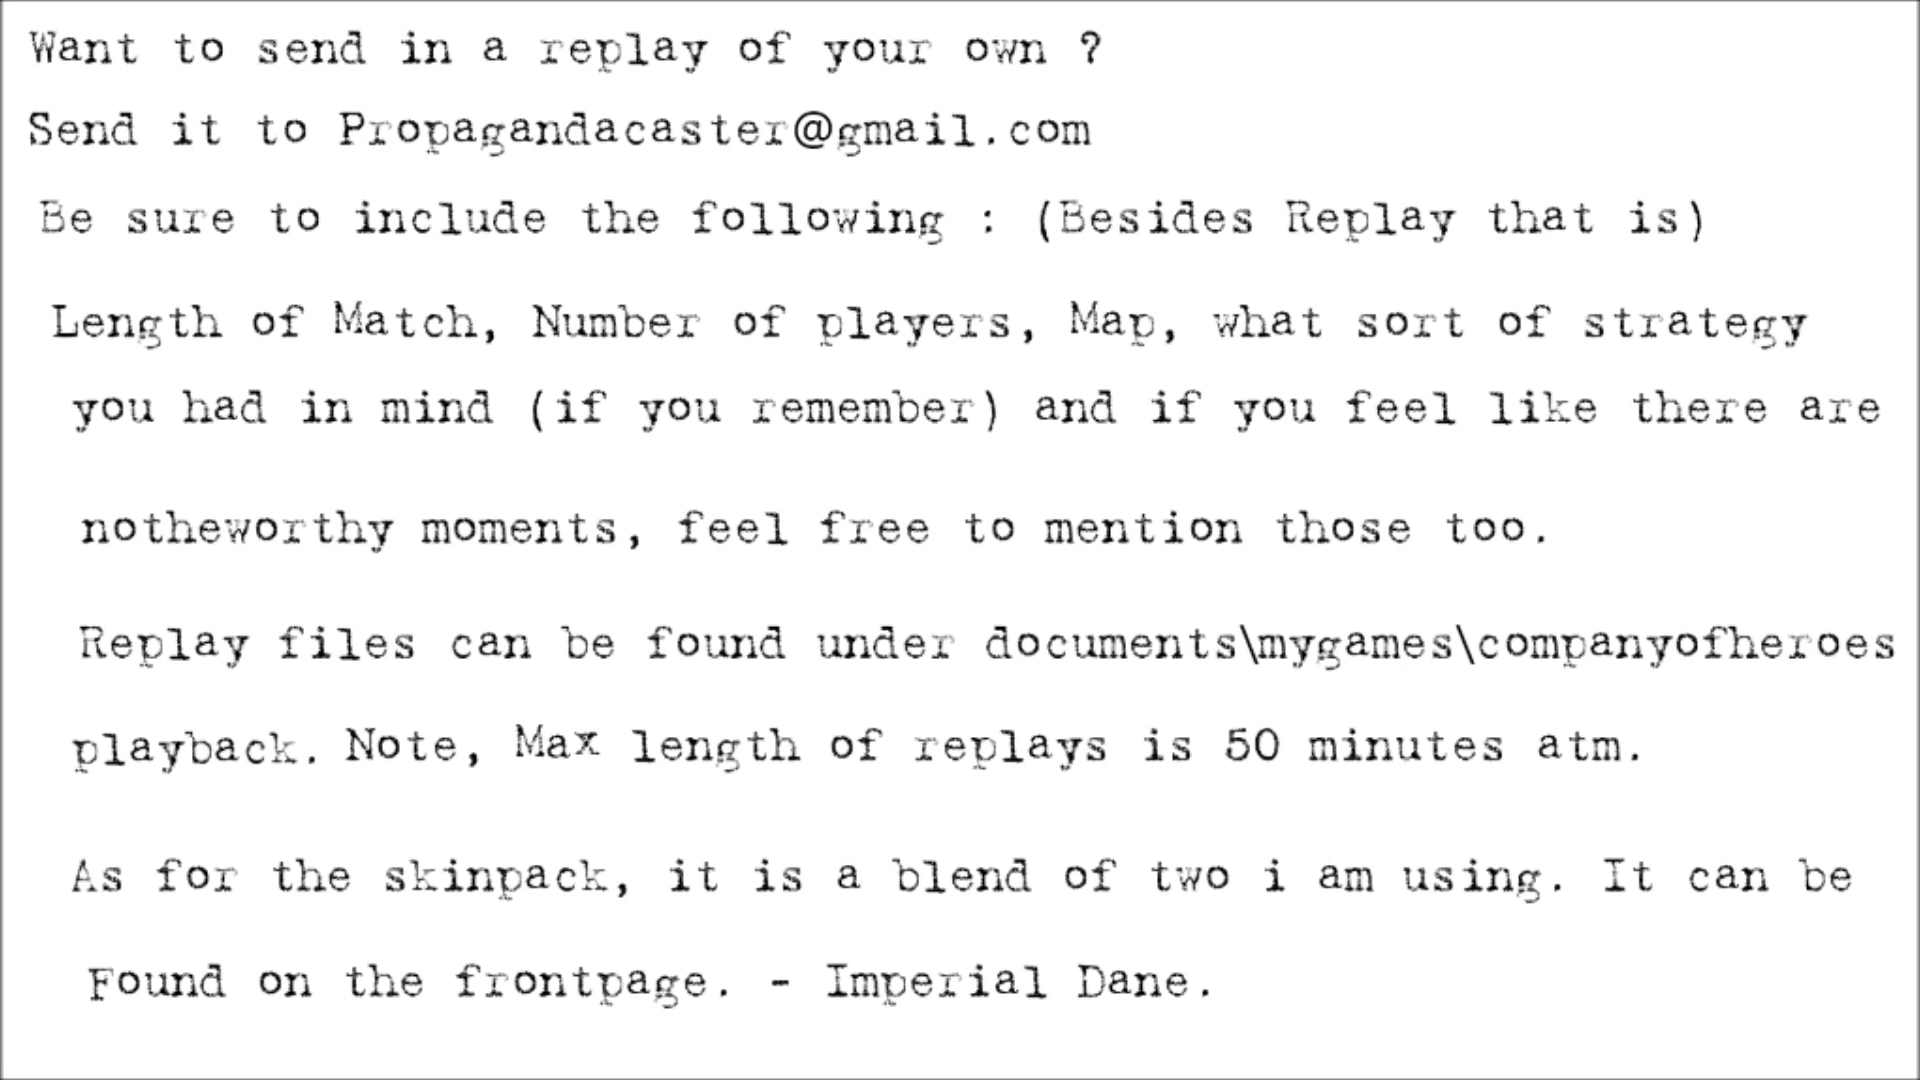 Want to send in a replay of your own ?
Send it to Propagandacaster@gmail.com
Be sure to include the following : (Besides Replay that is)
Length of Match, Number of players, Map, what sort of strategy
you had in mind (if you remember) and if you feel like there are
notheworthy moments, feel free to mention those too.
Replay files can be found under documents\mygames\companyofheroes
playback. Note, Max length of replays is 50 minutes atm.
As for the skinpack, it is a blend of two i am using. It can be
Found on the frontpage. - Imperial Dane.